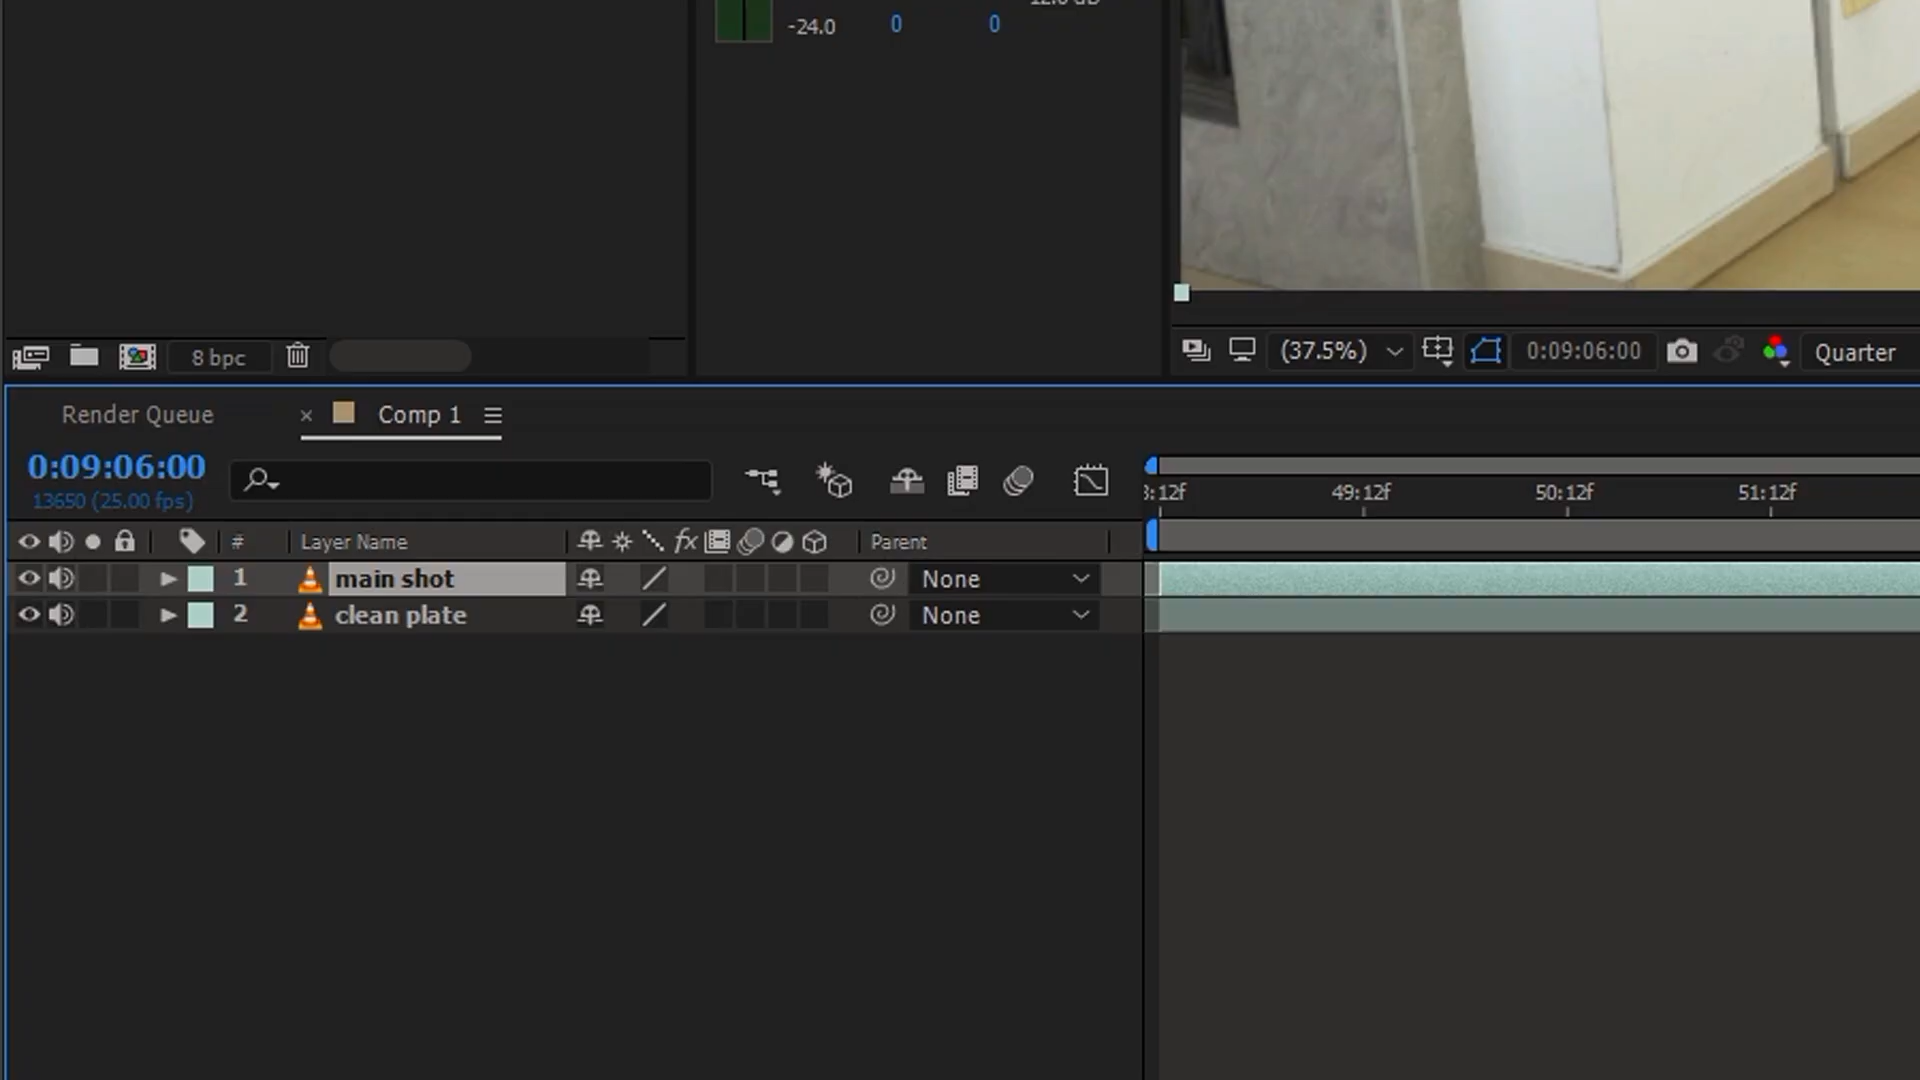 -24.0 0 0
8 bpc
(37.5%) 0:09:06:00 Quarter
Render Queue × Comp 1
0:09:06:00
13650 (25.00 fps)
49:12f 50:12f 51:12f
# Layer Name fx Parent
1 main shot None
2 clean plate None